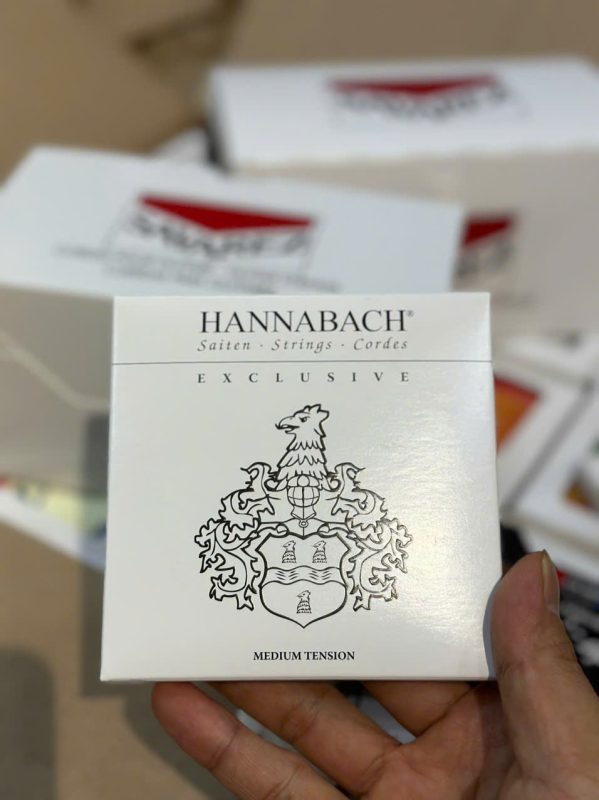 HANNABACH®
Saiten · Strings · Cordes
EXCLUSIVE
MEDIUM TENSION